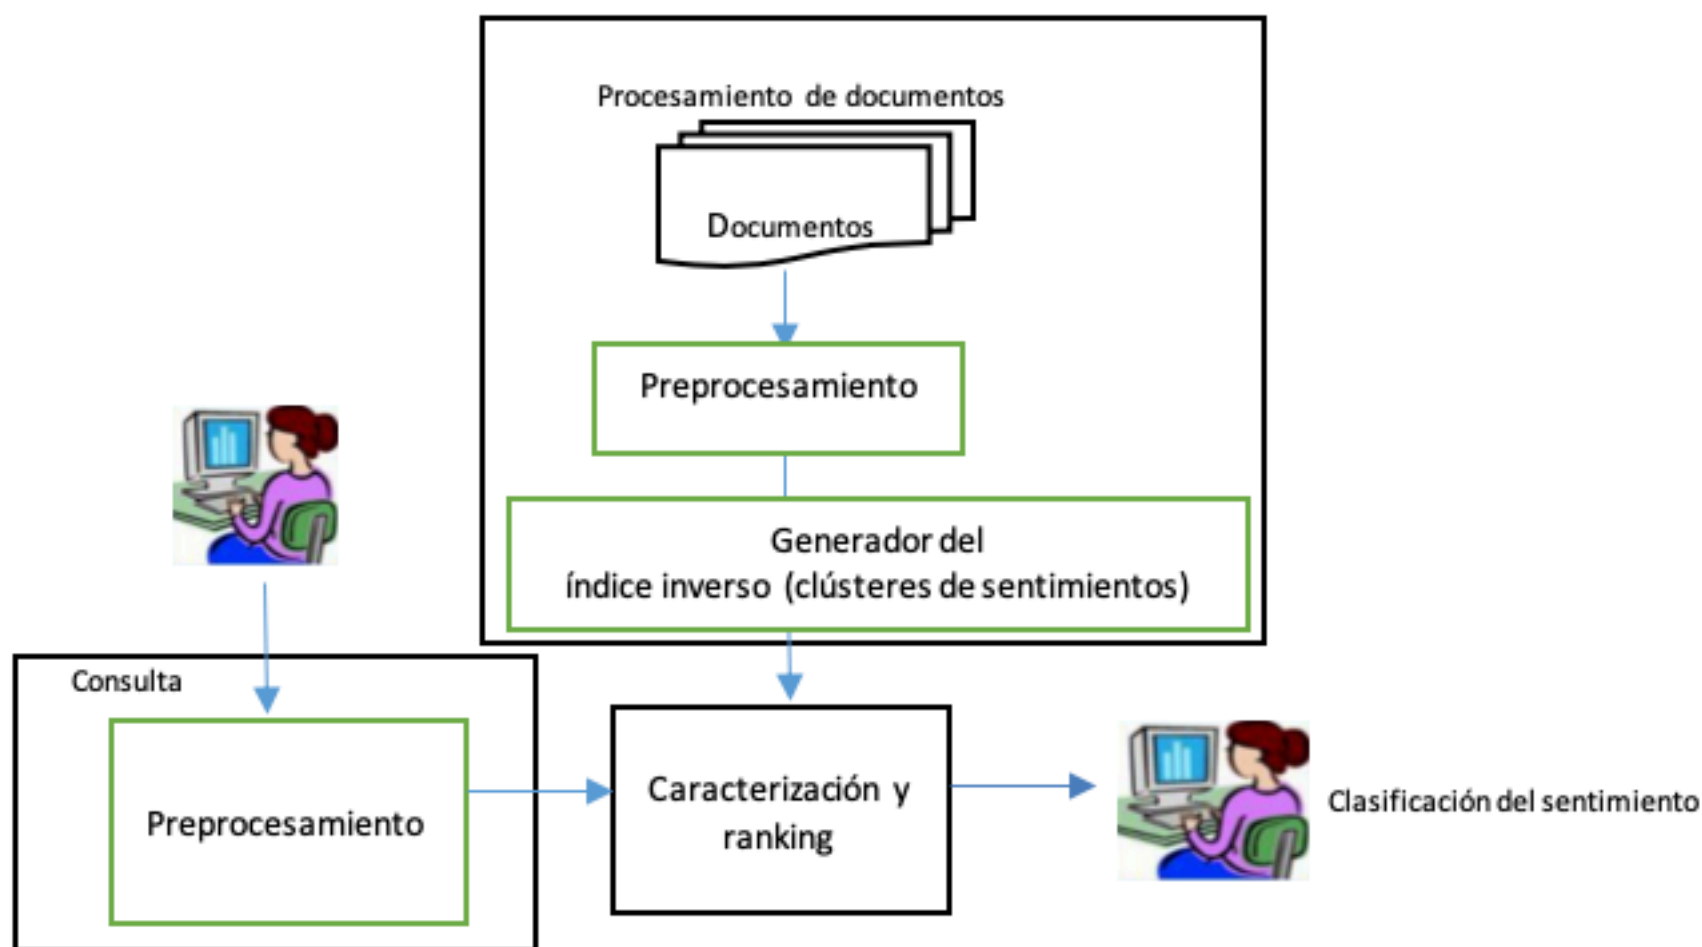 Procesamiento de documentos
Documentos
Preprocesamiento
Generador del
índice inverso (clústeres de sentimientos)
Consulta
Preprocesamiento
Caracterización y
ranking
Clasificación del sentimiento